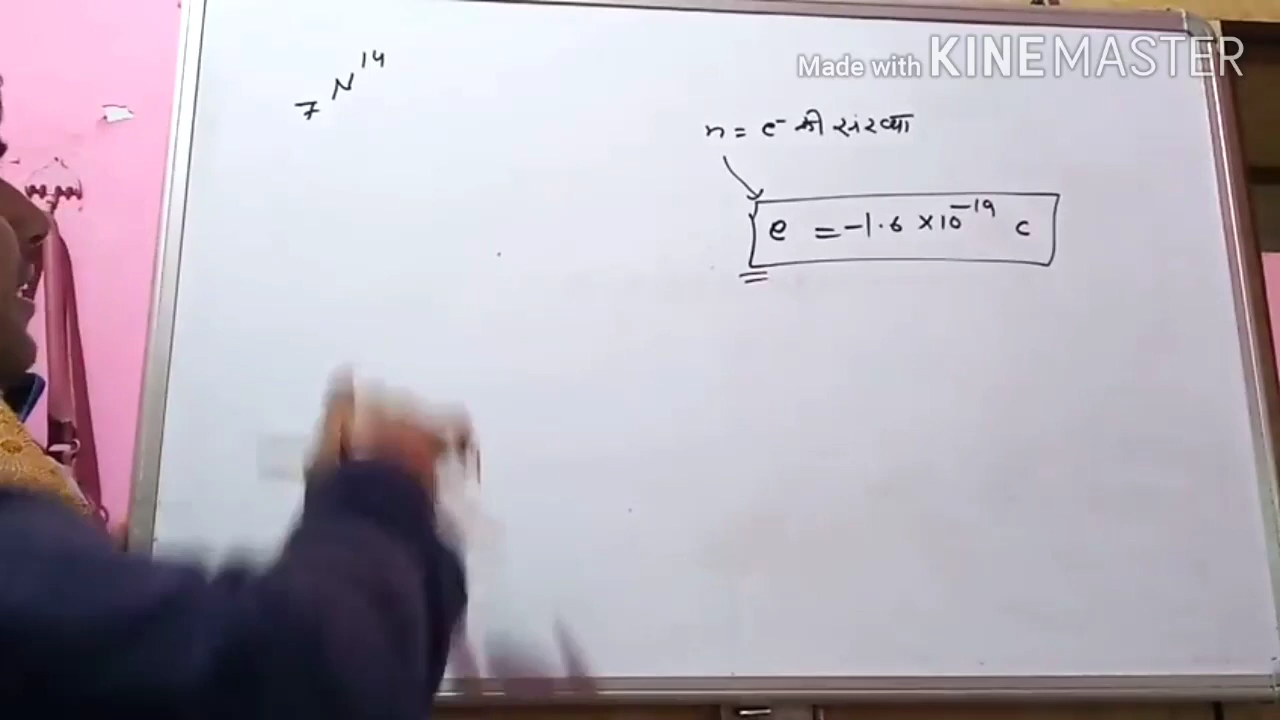 Made with KINEMASTER
₇N¹⁴
n = e⁻ की संख्या
e = -1.6 × 10⁻¹⁹ c